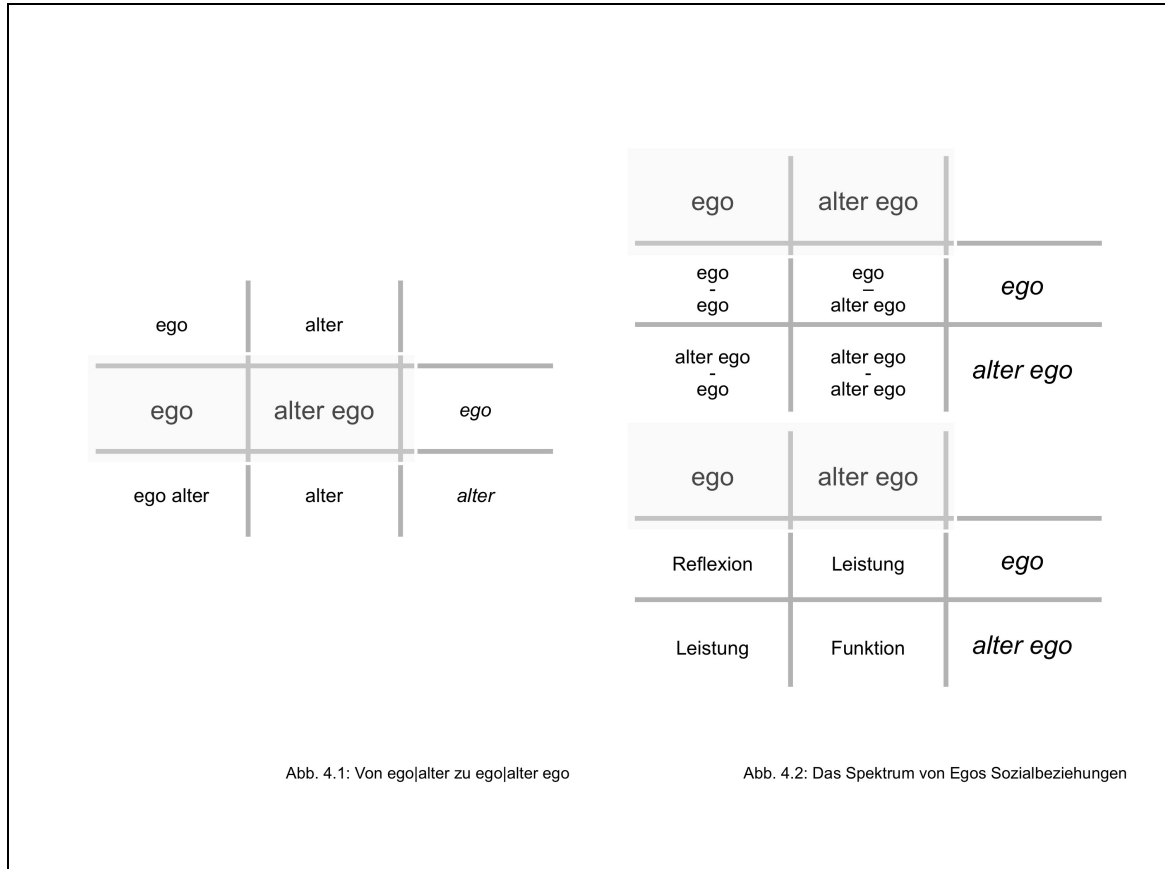 ego alter
ego alter ego ego
ego alter alter alter
Abb. 4.1: Von ego|alter zu ego|alter ego
ego alter ego
ego ego
- –
ego alter ego
ego
alter ego alter ego
- -
ego alter ego
alter ego
ego alter ego
Reflexion Leistung ego
Leistung Funktion alter ego
Abb. 4.2: Das Spektrum von Egos Sozialbeziehungen